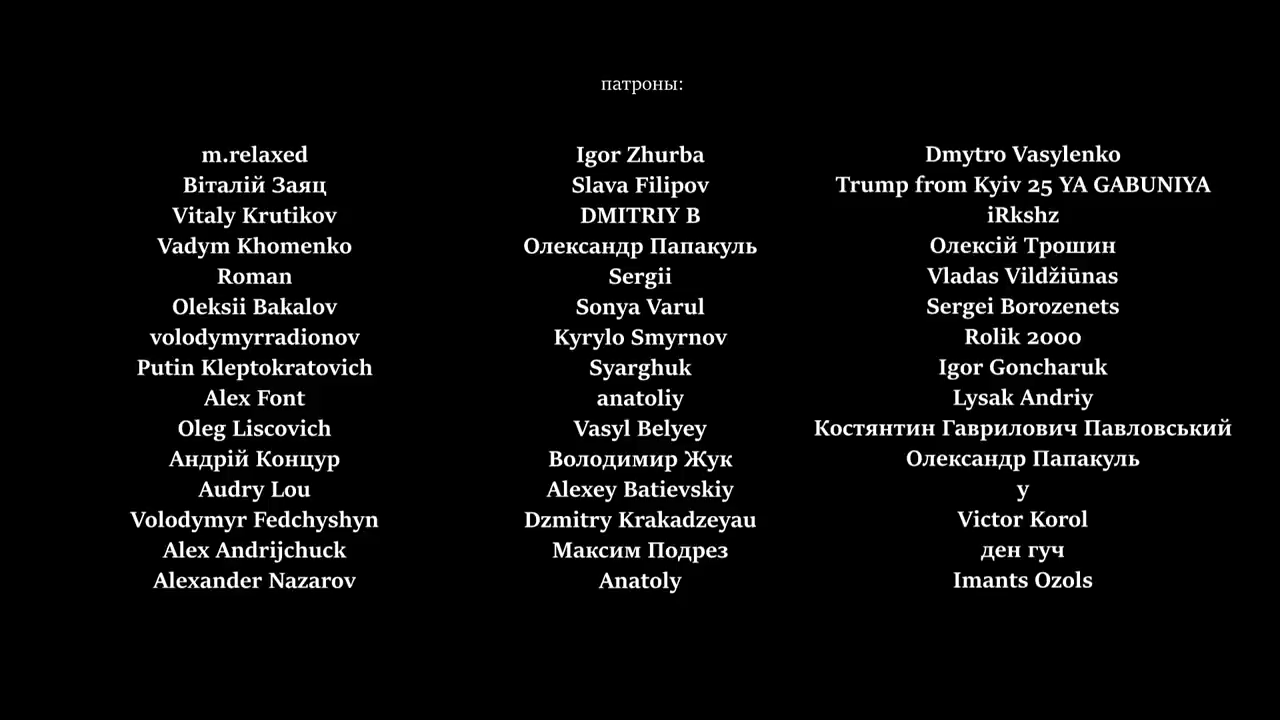 патроны:
m.relaxed
Віталій Заяц
Vitaly Krutikov
Vadym Khomenko
Roman
Oleksii Bakalov
volodymyrradionov
Putin Kleptokratovich
Alex Font
Oleg Liscovich
Андрій Концур
Audry Lou
Volodymyr Fedchyshyn
Alex Andrijchuck
Alexander Nazarov
Igor Zhurba
Slava Filipov
DMITRIY B
Олександр Папакуль
Sergii
Sonya Varul
Kyrylo Smyrnov
Syarghuk
anatoliy
Vasyl Belyey
Володимир Жук
Alexey Batievskiy
Dzmitry Krakadzeyau
Максим Подрез
Anatoly
Dmytro Vasylenko
Trump from Kyiv 25 YA GABUNIYA
iRkshz
Олексій Трошин
Vladas Vildžiūnas
Sergei Borozenets
Rolik 2000
Igor Goncharuk
Lysak Andriy
Костянтин Гаврилович Павловський
Олександр Папакуль
y
Victor Korol
ден гуч
Imants Ozols